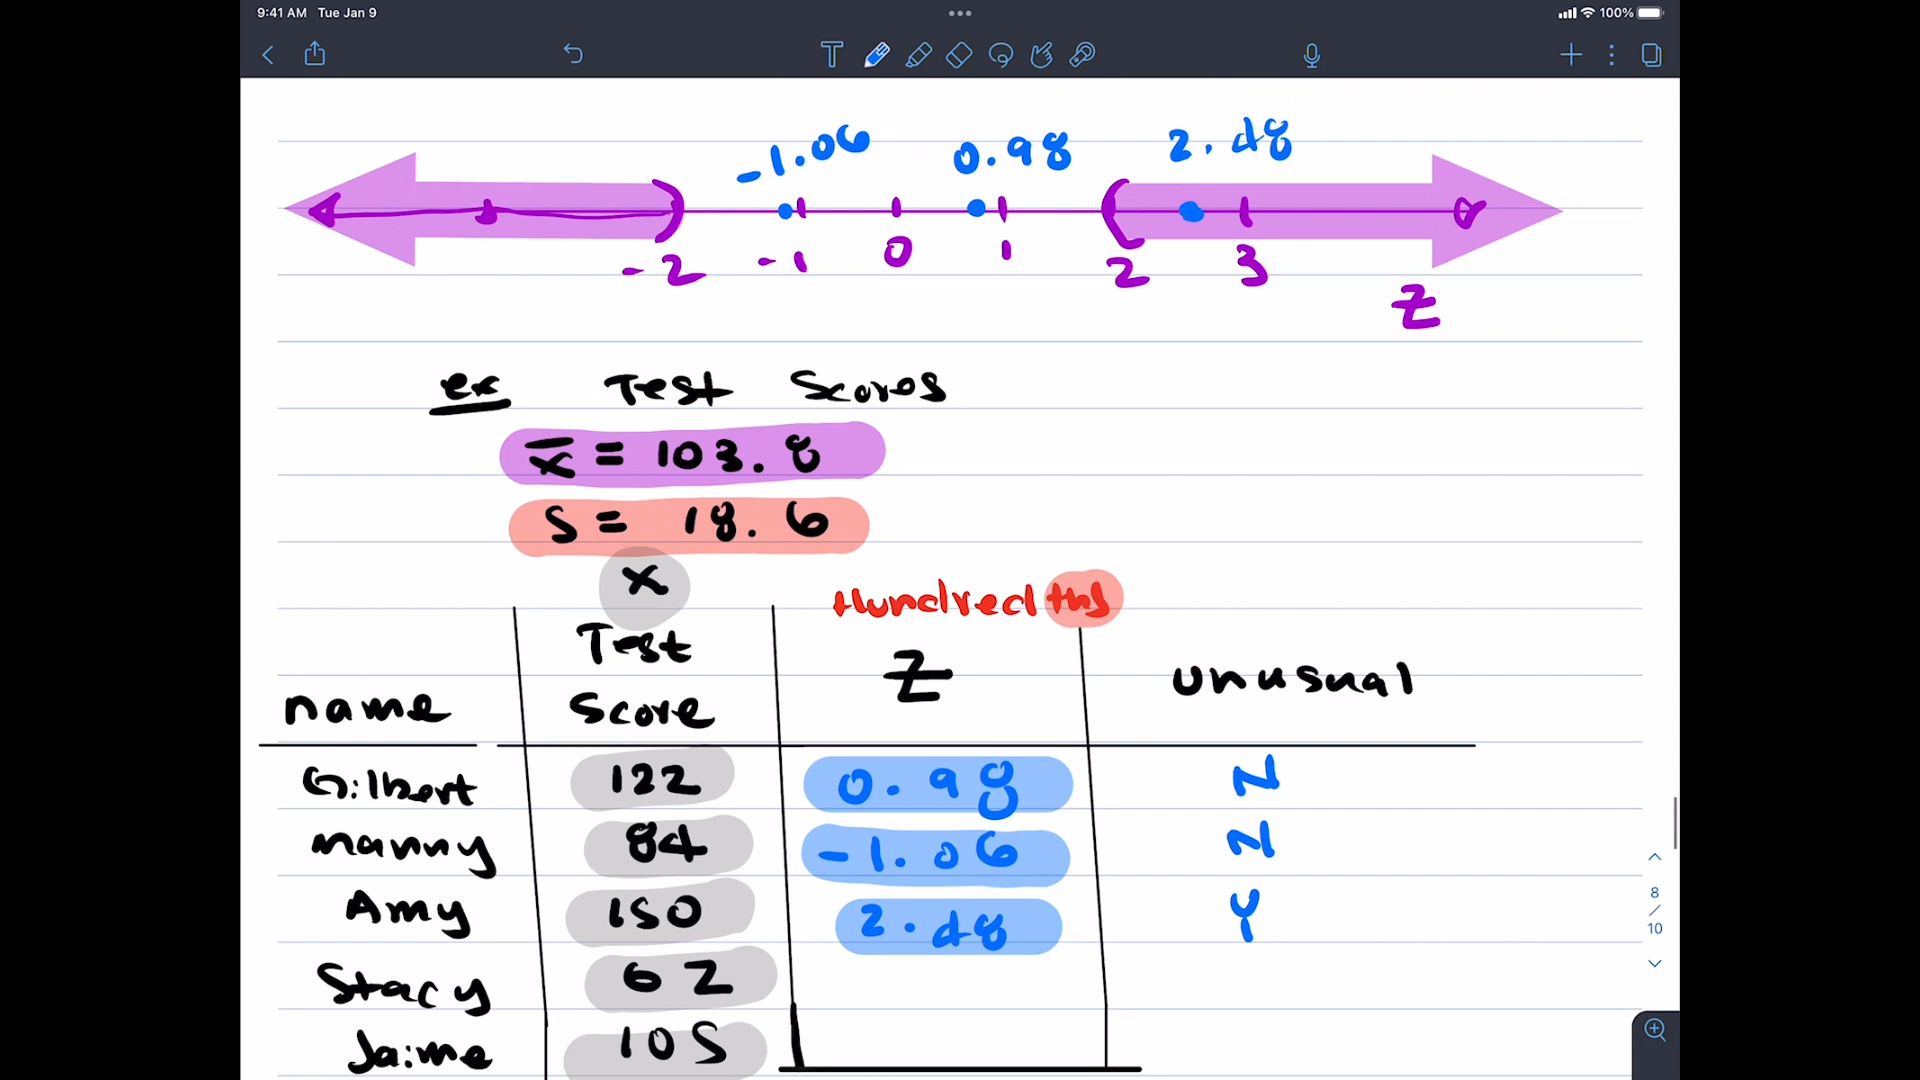 9:41 AM Tue Jan 9
100%
-1.06 0.98 2.48
-2 -1 0 1 2 3
Z
ex Test Scores
x̄ = 103.8
S = 18.6
x
Hundredths
name Test Score Z unusual
Gilbert 122 0.98 N
manny 84 -1.06 N
Amy 150 2.48 Y
Stacy 62
Jaime 105
8
/
10